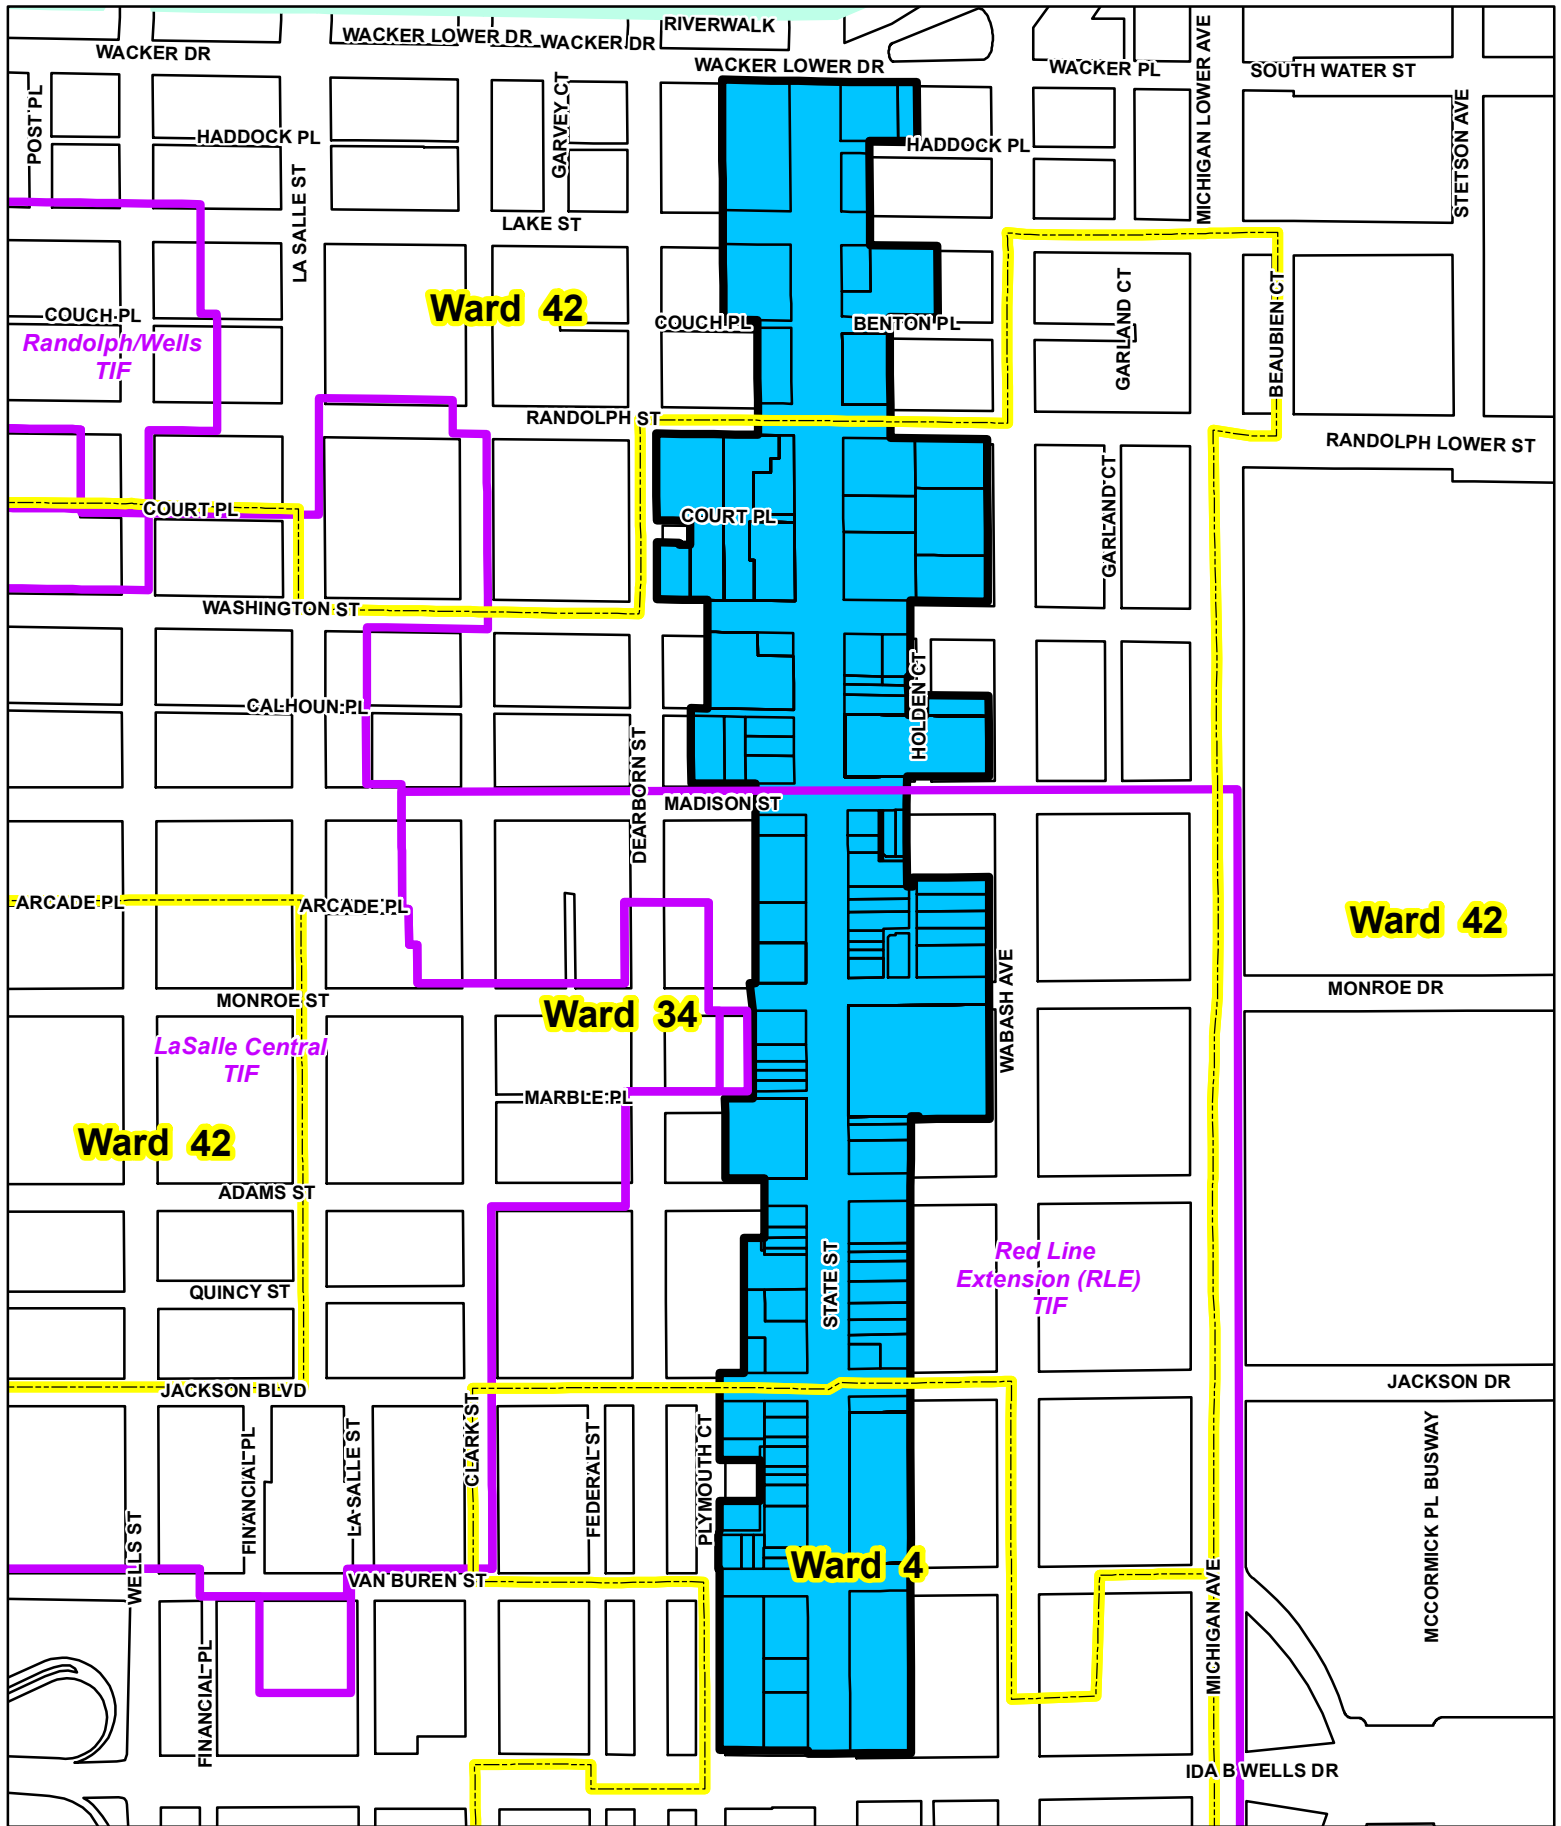 RIVERWALK
WACKER LOWER DR
WACKER DR
WACKER DR
WACKER LOWER DR
WACKER PL
SOUTH WATER ST
MICHIGAN LOWER AVE
STETSON AVE
POST PL
HADDOCK PL
GARVEY CT
HADDOCK PL
LA SALLE ST
LAKE ST
Ward 42
COUCH PL
Randolph/Wells
TIF
COUCH PL
BENTON PL
GARLAND CT
BEAUBIEN CT
RANDOLPH ST
RANDOLPH LOWER ST
COURT PL
COURT PL
GARLAND CT
WASHINGTON ST
HOLDEN CT
CALHOUN PL
DEARBORN ST
MADISON ST
ARCADE PL
ARCADE PL
Ward 42
WABASH AVE
MONROE ST
Ward 34
MONROE DR
LaSalle Central
TIF
MARBLE PL
Ward 42
ADAMS ST
STATE ST
Red Line
Extension (RLE)
TIF
QUINCY ST
JACKSON BLVD
JACKSON DR
CLARK ST
FINANCIAL PL
LA SALLE ST
FEDERAL ST
PLYMOUTH CT
MCCORMICK PL BUSWAY
WELLS ST
Ward 4
VAN BUREN ST
MICHIGAN AVE
FINANCIAL PL
IDA B WELLS DR